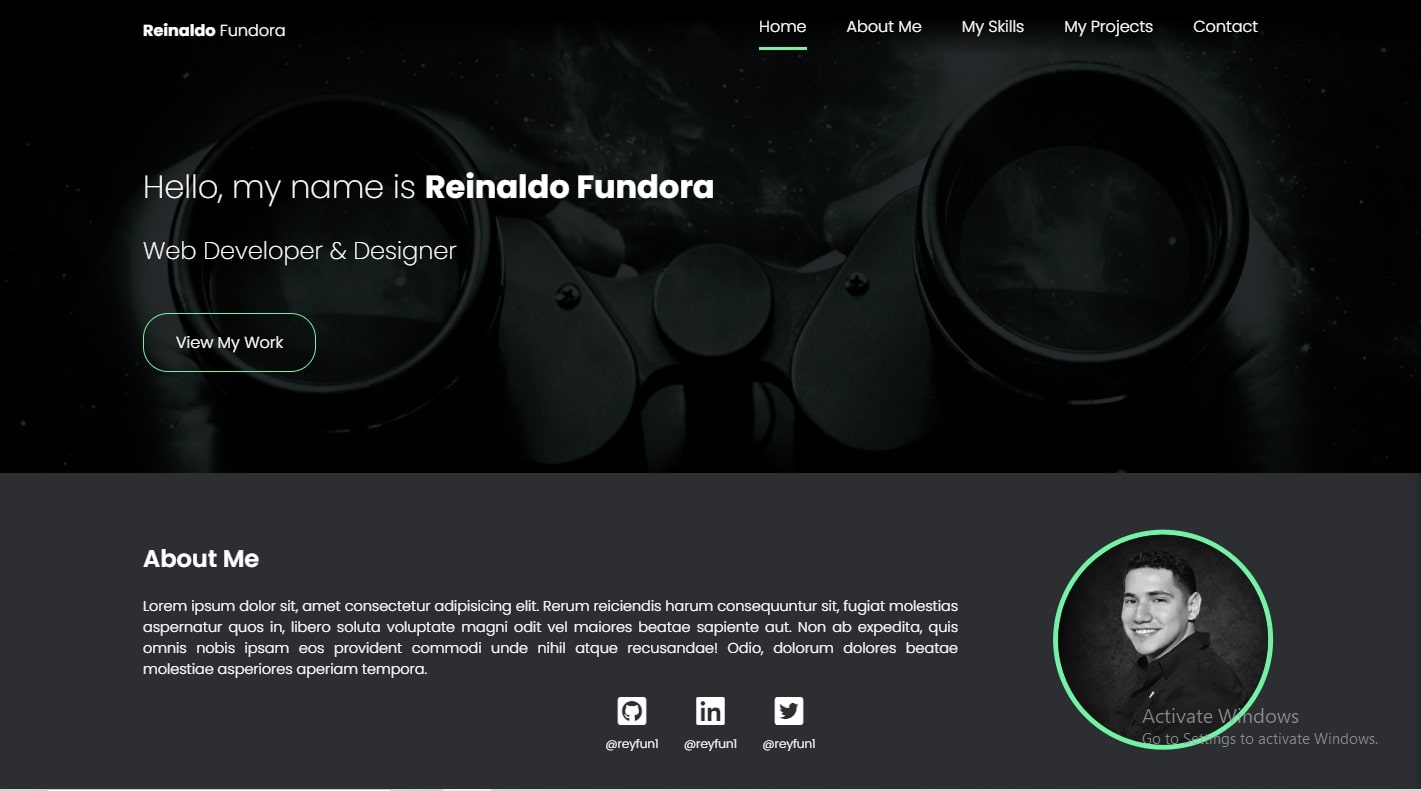 Reinaldo Fundora
Home About Me My Skills My Projects Contact
Hello, my name is Reinaldo Fundora
Web Developer & Designer
View My Work
About Me
Lorem ipsum dolor sit, amet consectetur adipisicing elit. Rerum reiciendis harum consequuntur sit, fugiat molestias
aspernatur quos in, libero soluta voluptate magni odit vel maiores beatae sapiente aut. Non ab expedita, quis
omnis nobis ipsam eos provident commodi unde nihil atque recusandae! Odio, dolorum dolores beatae
molestiae asperiores aperiam tempora.
in
@reyfun1 @reyfun1 @reyfun1
Activate Windows
Go to Settings to activate Windows.